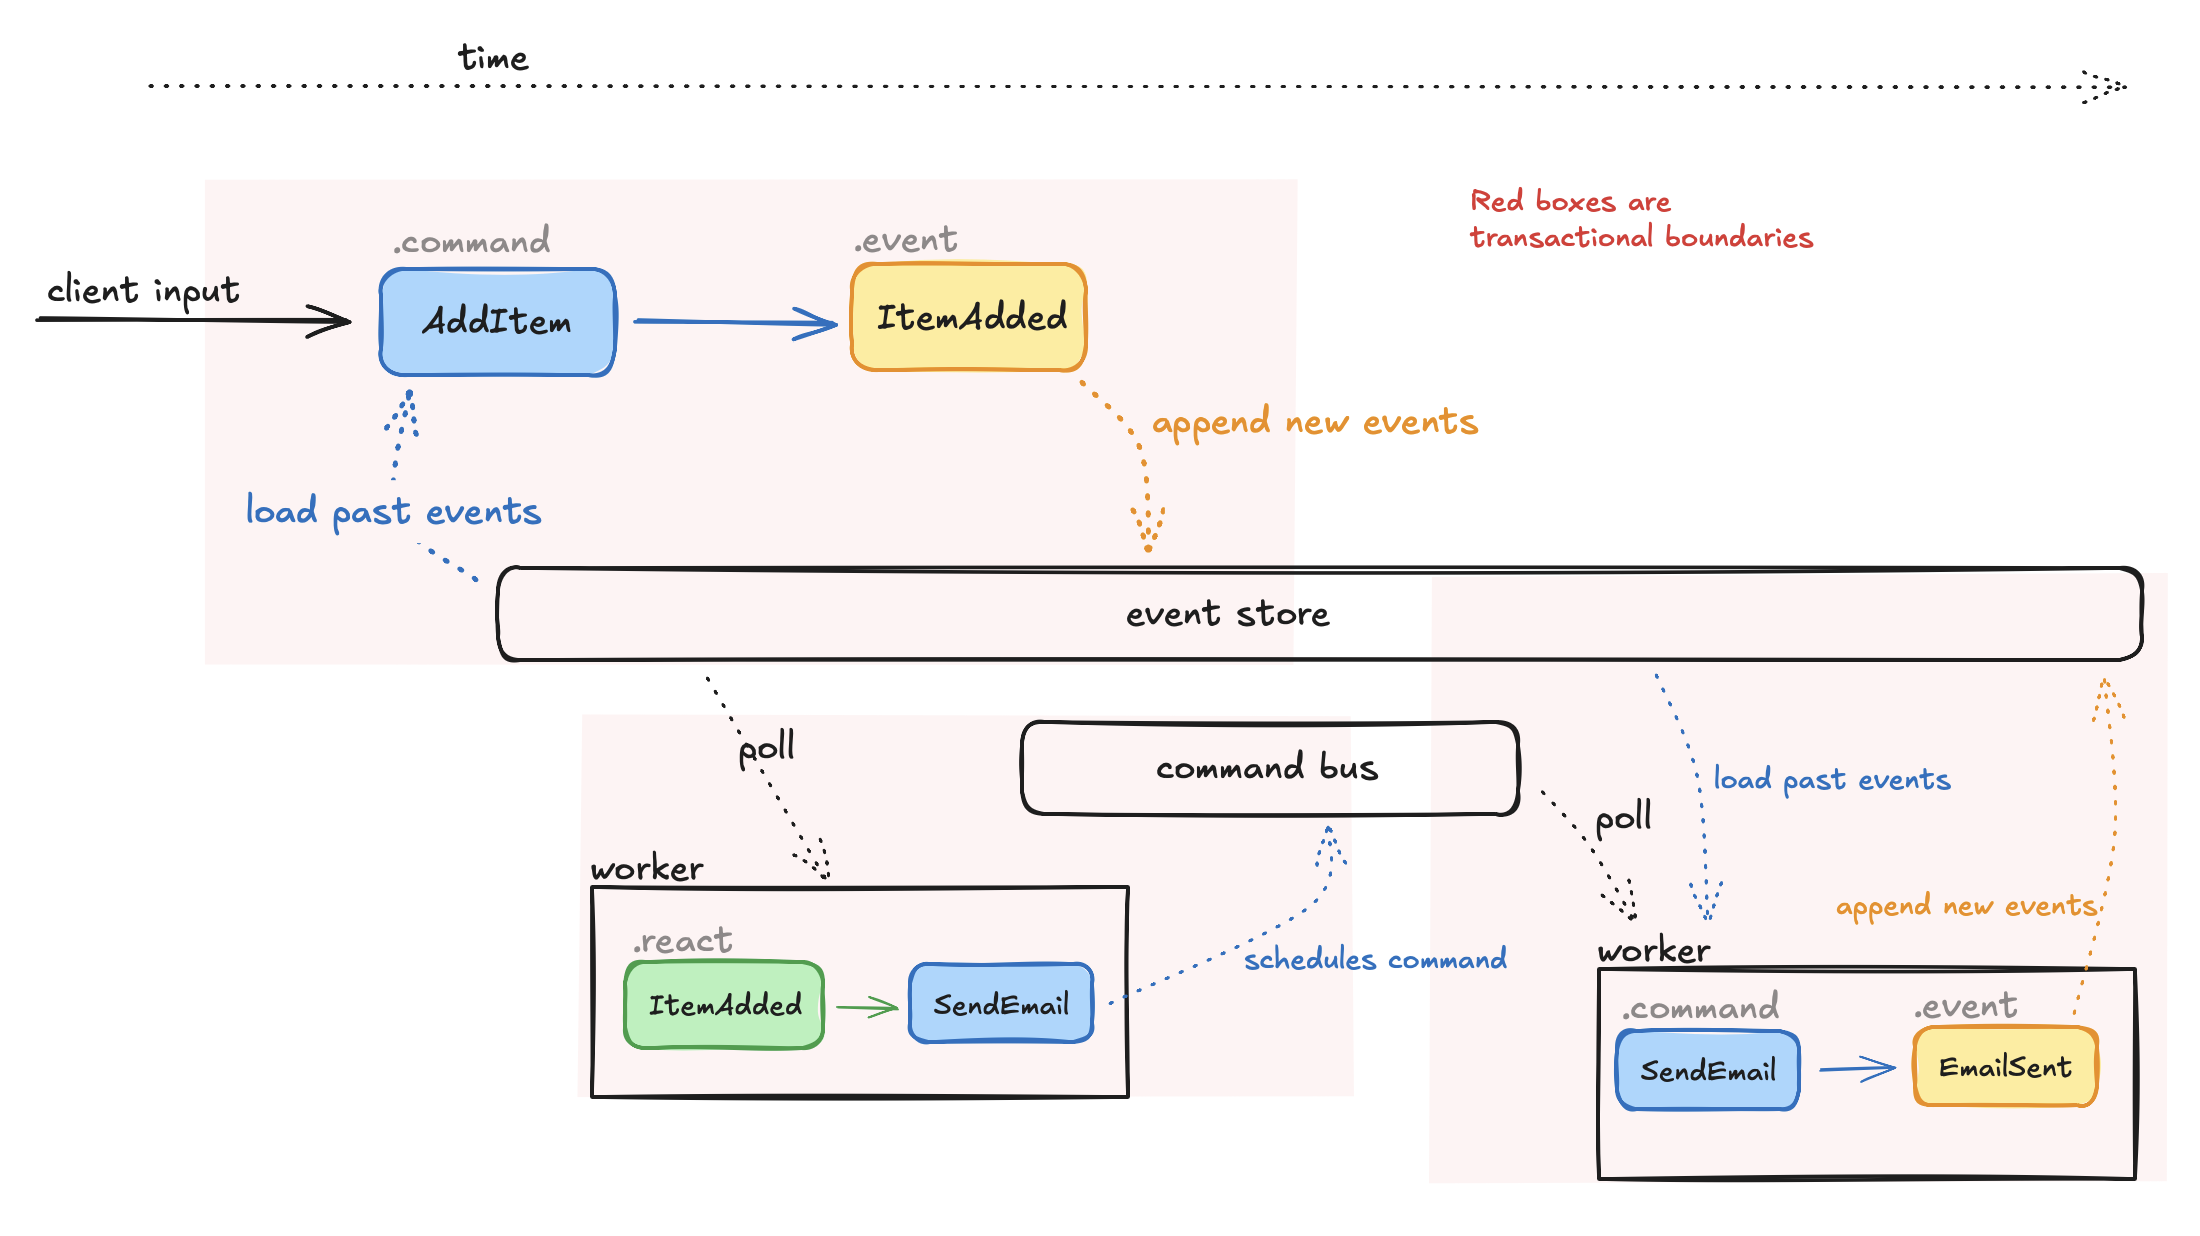 time
Red boxes are
transactional boundaries
.command
.event
client input
AddItem
ItemAdded
append new events
load past events
event store
poll
command bus
load past events
poll
worker
append new events
.react
schedules command
worker
ItemAdded
SendEmail
.command
.event
SendEmail
EmailSent